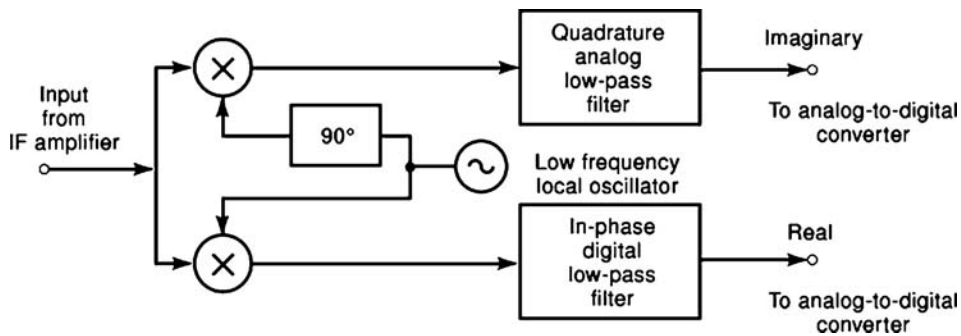 Quadrature
analog
low-pass
filter
Imaginary
To analog-to-digital
converter
Input
from
IF amplifier
90°
Low frequency
local oscillator
In-phase
digital
low-pass
filter
Real
To analog-to-digital
converter